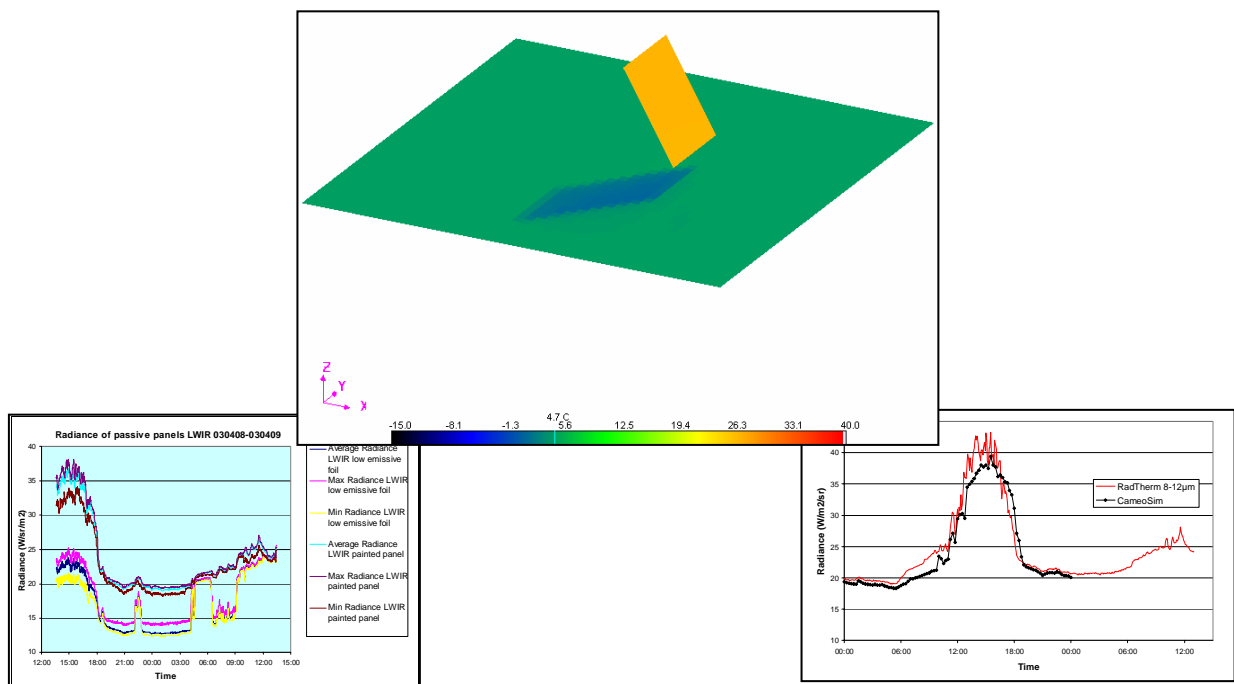 Z
Y
X
4.7 C
-15.0 -8.1 -1.3 5.6 12.5 19.4 26.3 33.1 40.0
Radiance of passive panels LWIR 030408-030409
Radiance (W/sr/m2)
40
35
30
25
20
15
10
12:00 15:00 18:00 21:00 00:00 03:00 06:00 09:00 12:00 15:00
Time
Average Radiance
LWIR low emissive
foil
Max Radiance LWIR
low emissive foil
Min Radiance LWIR
low emissive foil
Average Radiance
LWIR painted panel
Max Radiance LWIR
painted panel
Min Radiance LWIR
painted panel
Radiance (W/m2/sr)
40
35
30
25
20
15
10
00:00 06:00 12:00 18:00 00:00 06:00 12:00
Time
RadTherm 8-12µm
CameoSim